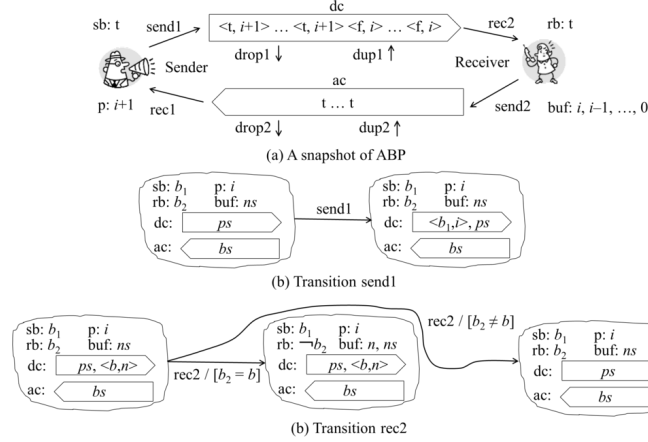 dc
sb: t send1 <t, i+1> … <t, i+1> <f, i> … <f, i> rec2 rb: t
drop1 ↓ dup1 ↑
Sender Receiver
ac
p: i+1 rec1 t … t send2 buf: i, i–1, …, 0
drop2 ↓ dup2 ↑
(a) A snapshot of ABP
sb: b1 p: i sb: b1 p: i
rb: b2 buf: ns send1 rb: b2 buf: ns
dc: ps dc: <b1,i>, ps
ac: bs ac: bs
(b) Transition send1
rec2 / [b2 ≠ b]
sb: b1 p: i sb: b1 p: i sb: b1 p: i
rb: b2 buf: ns rb: ¬b2 buf: n, ns rb: b2 buf: ns
dc: ps, <b,n> rec2 / [b2 = b] dc: ps, <b,n> dc: ps
ac: bs ac: bs ac: bs
(b) Transition rec2